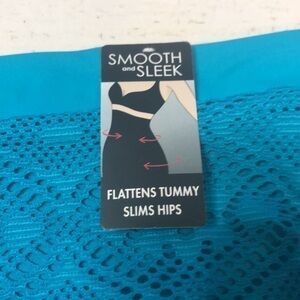 SMOOTH
and SLEEK
FLATTENS TUMMY
SLIMS HIPS